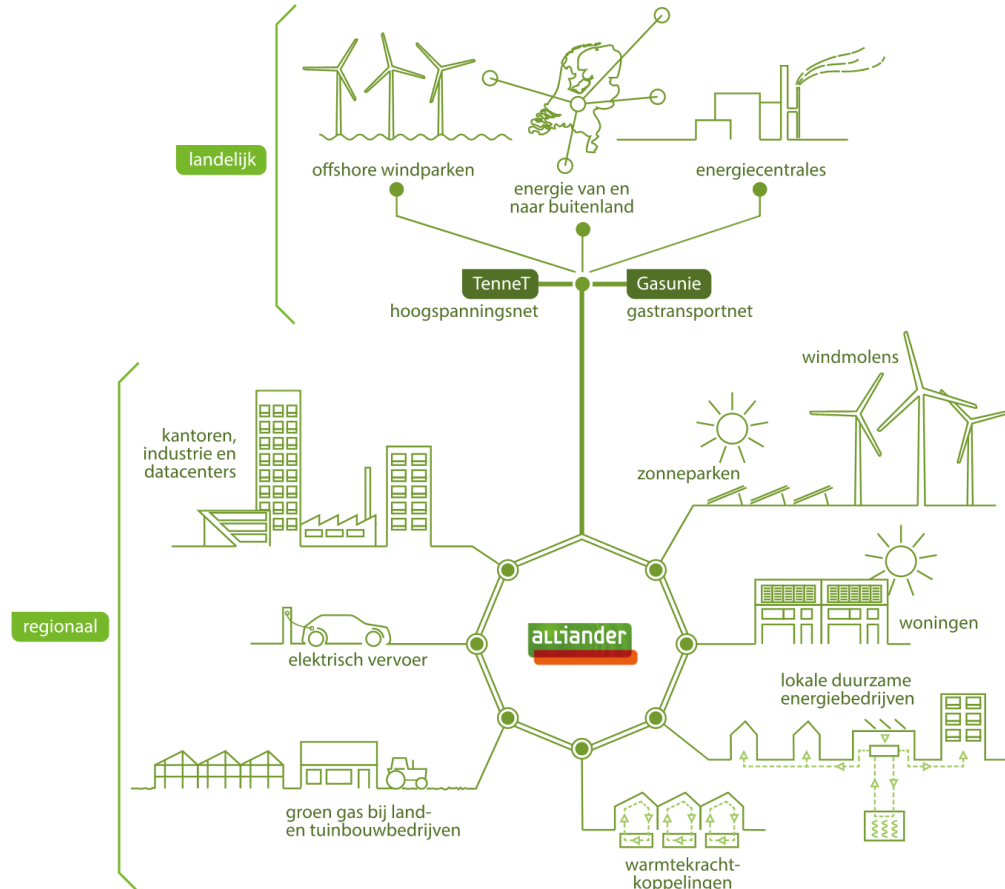 landelijk
offshore windparken
energie van en
naar buitenland
energiecentrales
TenneT
hoogspanningsnet
Gasunie
gastransportnet
windmolens
kantoren,
industrie en
datacenters
zonneparken
regionaal
elektrisch vervoer
alliander
woningen
lokale duurzame
energiebedrijven
groen gas bij land-
en tuinbouwbedrijven
warmtekracht-
koppelingen